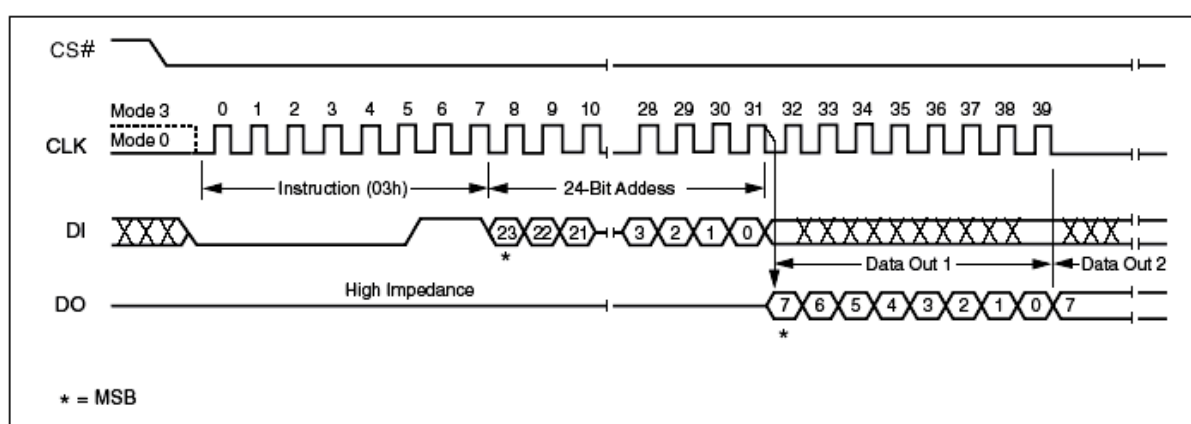 CS#
Mode 3 0 1 2 3 4 5 6 7 8 9 10 28 29 30 31 32 33 34 35 36 37 38 39
CLK Mode 0
Instruction (03h) 24-Bit Addess
DI 23 22 21 3 2 1 0
* Data Out 1 Data Out 2
High Impedance
DO 7 6 5 4 3 2 1 0 7
*
* = MSB